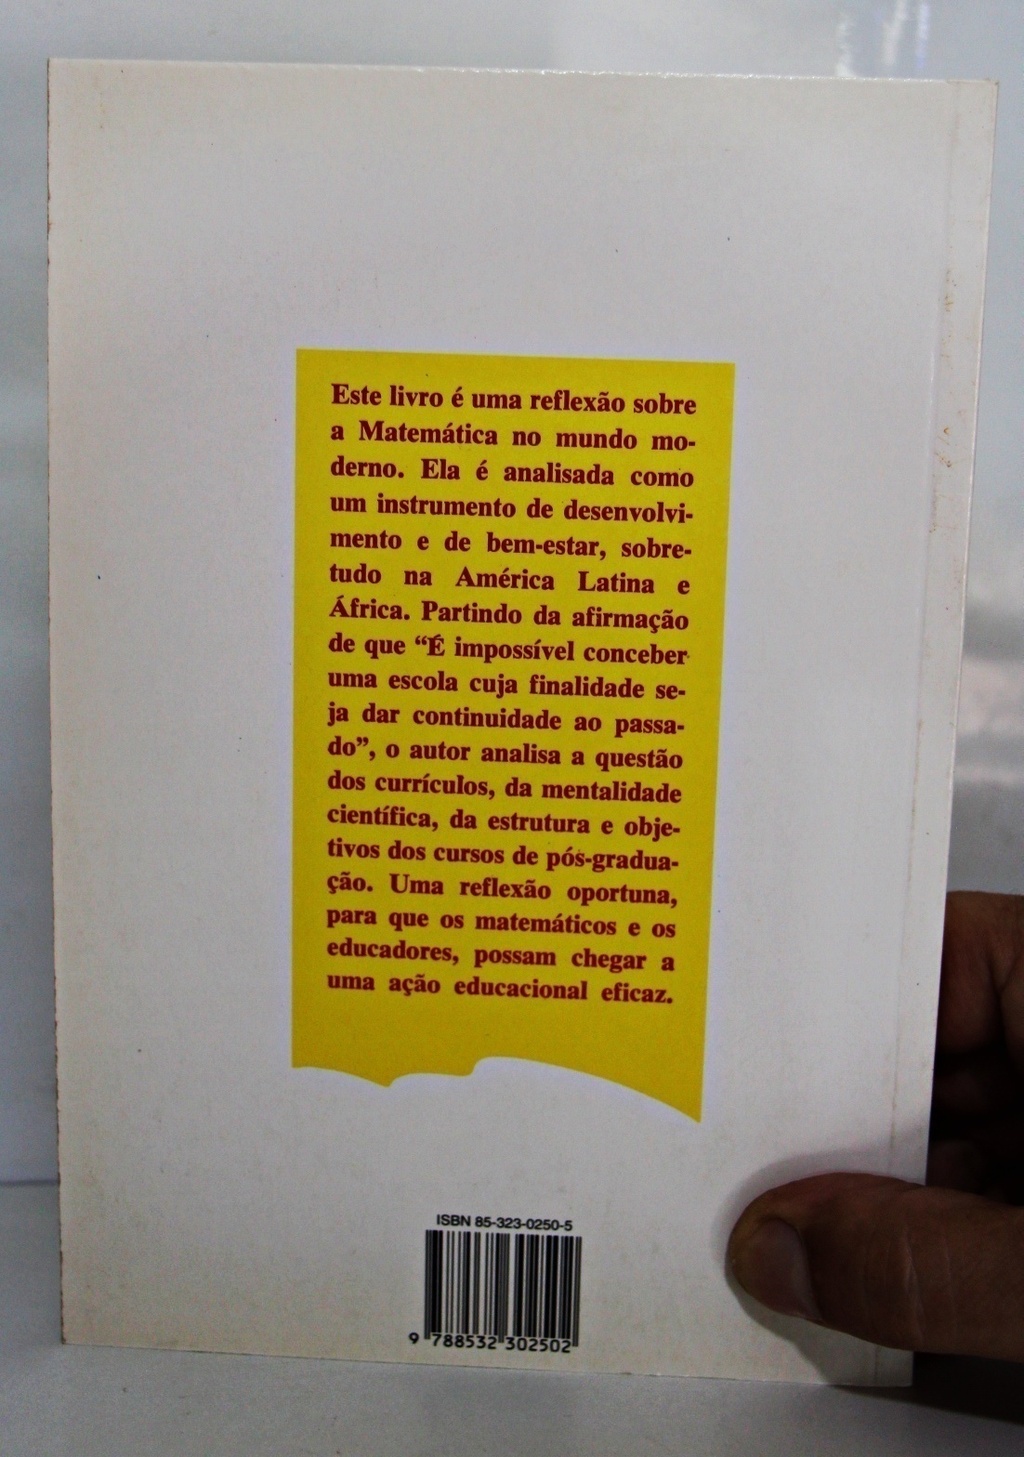 Este livro é uma reflexão sobre
a Matemática no mundo mo-
derno. Ela é analisada como
um instrumento de desenvolvi-
mento e de bem-estar, sobre-
tudo na América Latina e
África. Partindo da afirmação
de que “É impossível conceber
uma escola cuja finalidade se-
ja dar continuidade ao passa-
do”, o autor analisa a questão
dos currículos, da mentalidade
científica, da estrutura e obje-
tivos dos cursos de pós-gradua-
ção. Uma reflexão oportuna,
para que os matemáticos e os
educadores, possam chegar a
uma ação educacional eficaz.
ISBN 85-323-0250-5
9 788532 302502